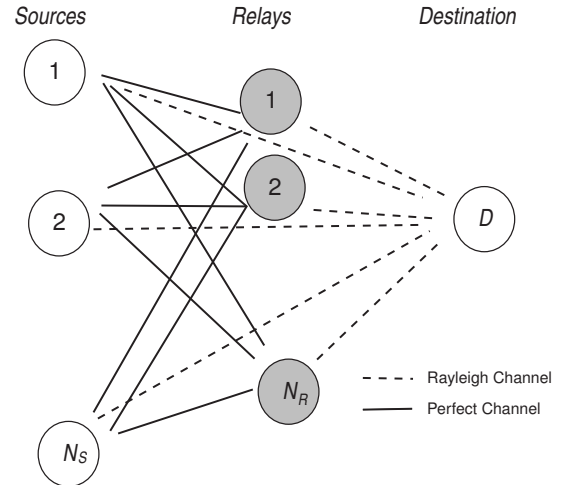 Sources Relays Destination
1
1
2
2
D
N_R
N_S
Rayleigh Channel
Perfect Channel